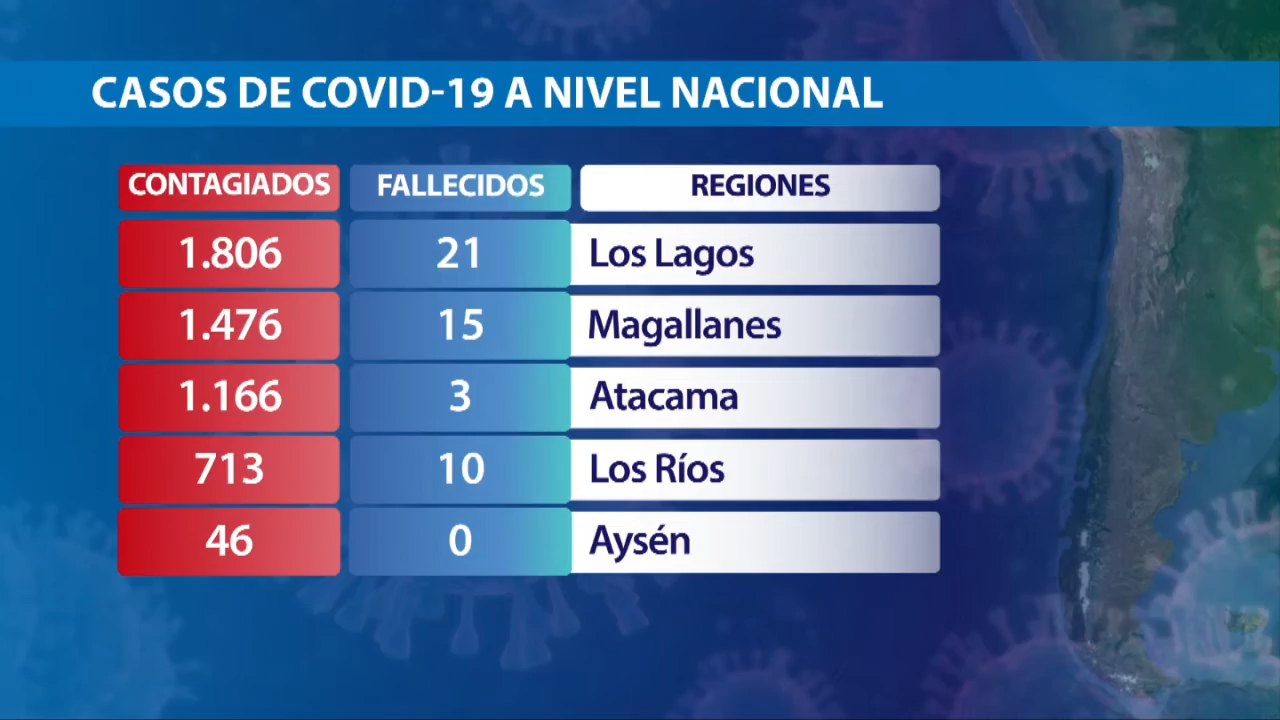 CASOS DE COVID-19 A NIVEL NACIONAL
CONTAGIADOS FALLECIDOS REGIONES
1.806 21 Los Lagos
1.476 15 Magallanes
1.166 3 Atacama
713 10 Los Ríos
46 0 Aysén